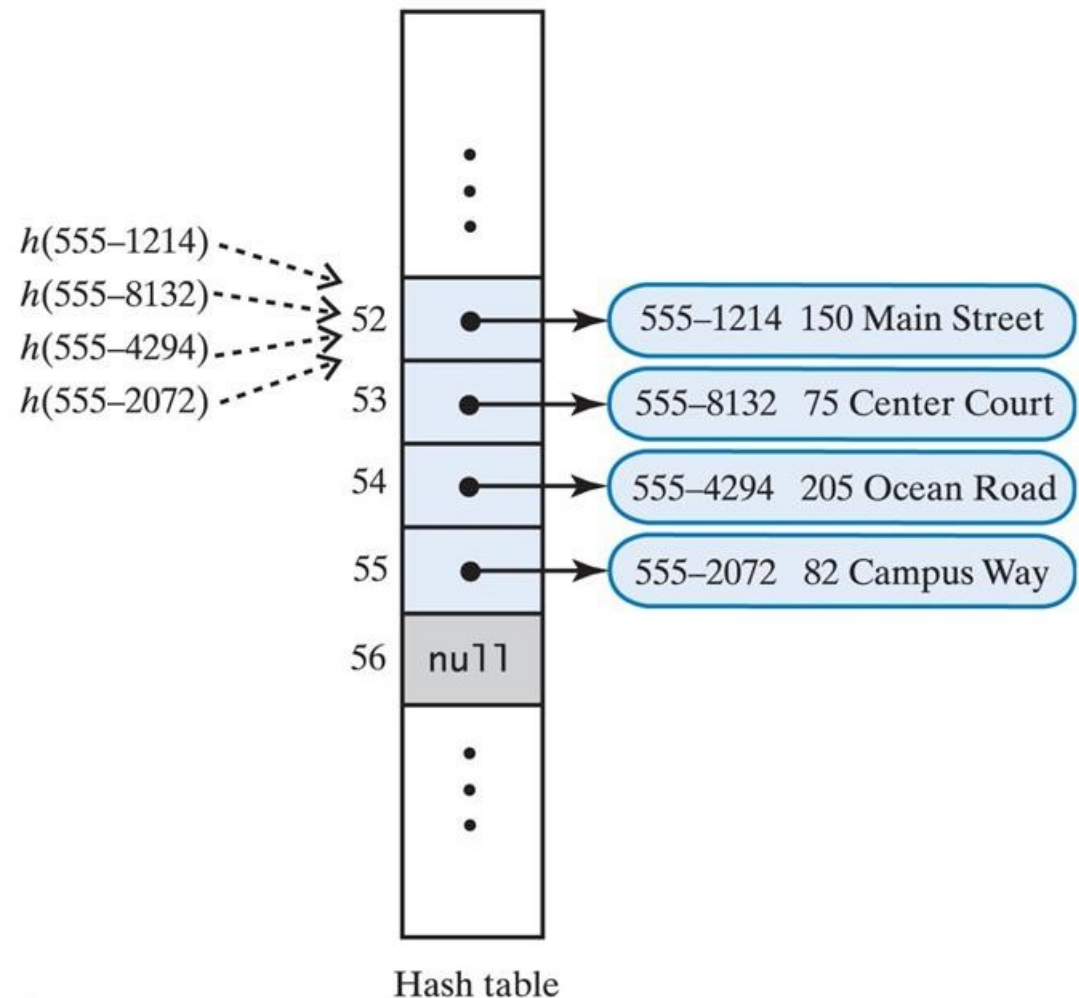 h(555–1214)
h(555–8132)
h(555–4294)
h(555–2072)
52
555–1214 150 Main Street
53
555–8132 75 Center Court
54
555–4294 205 Ocean Road
55
555–2072 82 Campus Way
56
null
Hash table